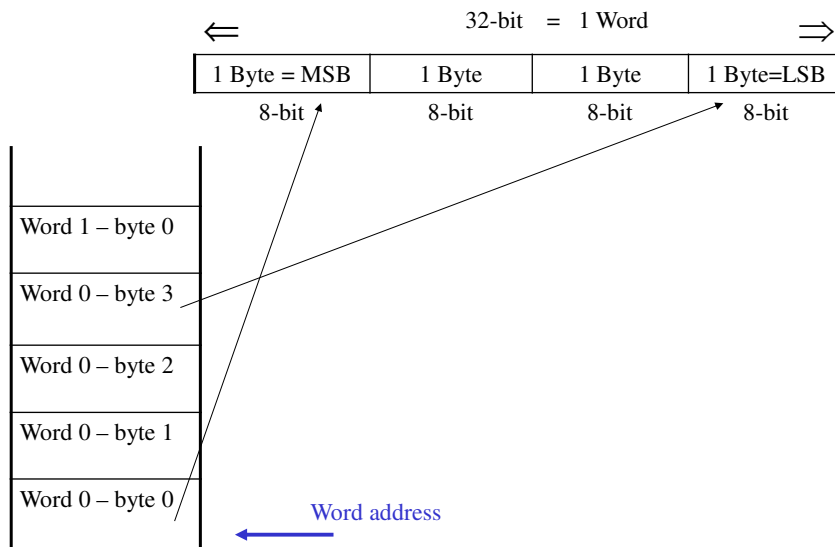 32-bit = 1 Word
⇐ ⇒
1 Byte = MSB 1 Byte 1 Byte 1 Byte=LSB
8-bit 8-bit 8-bit 8-bit
Word 1 – byte 0
Word 0 – byte 3
Word 0 – byte 2
Word 0 – byte 1
Word 0 – byte 0
Word address